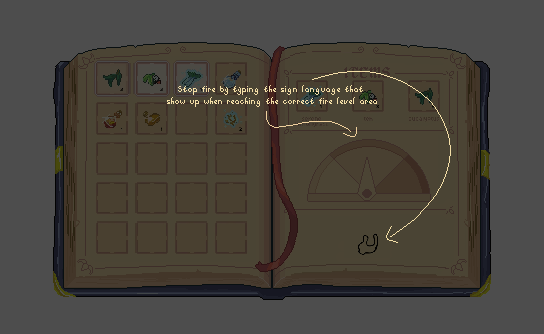 Stop fire by typing the sign language that
show up when reaching the correct fire level area